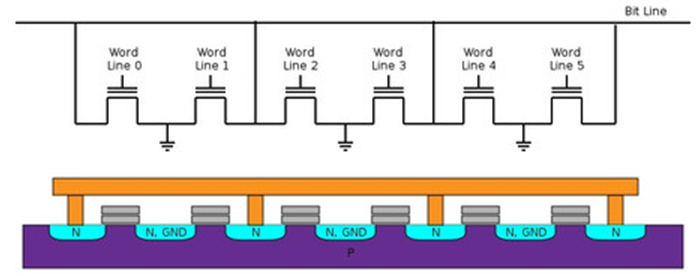 Bit Line
Word
Line 0
Word
Line 1
Word
Line 2
Word
Line 3
Word
Line 4
Word
Line 5
N
N, GND
N
N, GND
N
N, GND
N
P